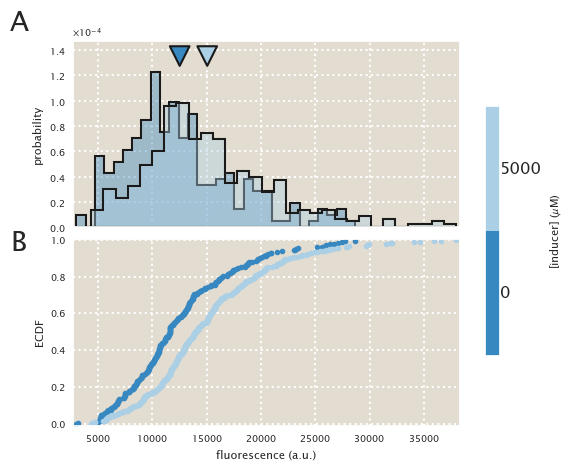 A
×10⁻⁴
1.4
1.2
1.0
0.8
0.6
0.4
0.2
0.0
probability
B
1.0
0.8
0.6
0.4
0.2
0.0
ECDF
5000 10000 15000 20000 25000 30000 35000
fluorescence (a.u.)
5000
0
[inducer] (μM)